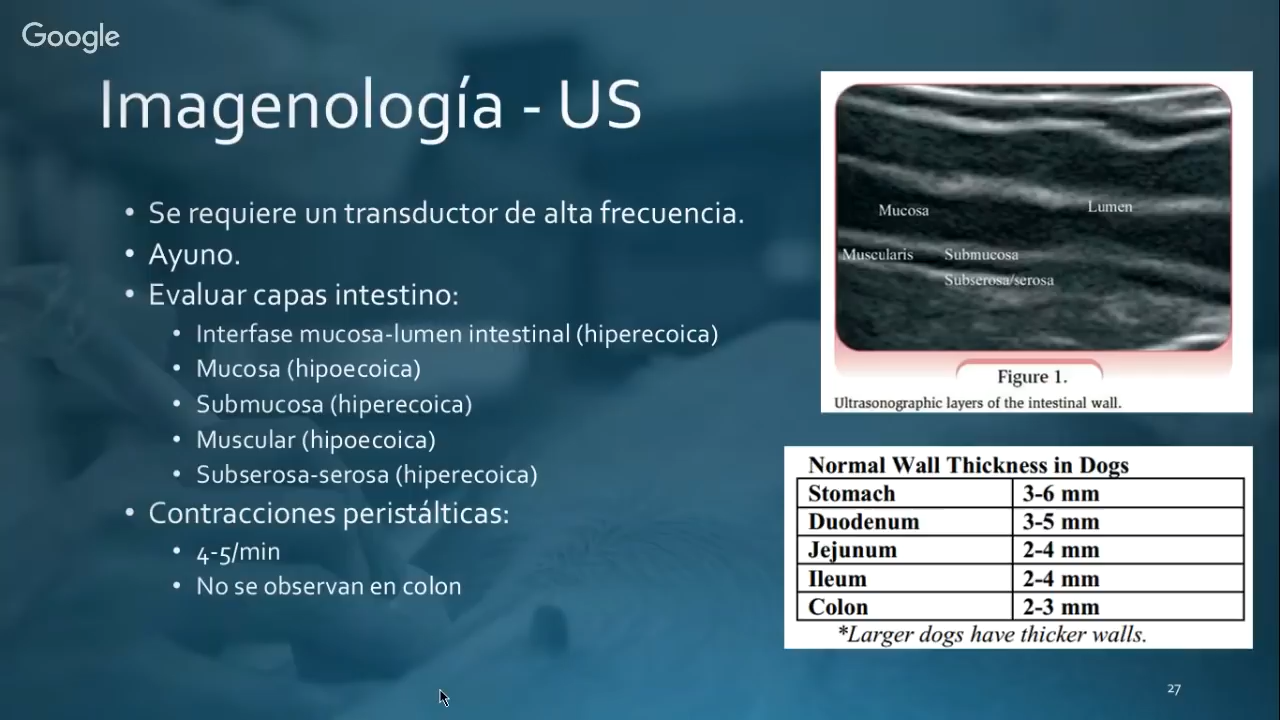 Google
Imagenología - US
• Se requiere un transductor de alta frecuencia.
• Ayuno.
• Evaluar capas intestino:
• Interfase mucosa-lumen intestinal (hiperecoica)
• Mucosa (hipoecoica)
• Submucosa (hiperecoica)
• Muscular (hipoecoica)
• Subserosa-serosa (hiperecoica)
• Contracciones peristálticas:
• 4-5/min
• No se observan en colon
Mucosa
Lumen
Muscularis
Submucosa
Subserosa/serosa
Figure 1.
Ultrasonographic layers of the intestinal wall.
Normal Wall Thickness in Dogs
Stomach 3-6 mm
Duodenum 3-5 mm
Jejunum 2-4 mm
Ileum 2-4 mm
Colon 2-3 mm
*Larger dogs have thicker walls.
27